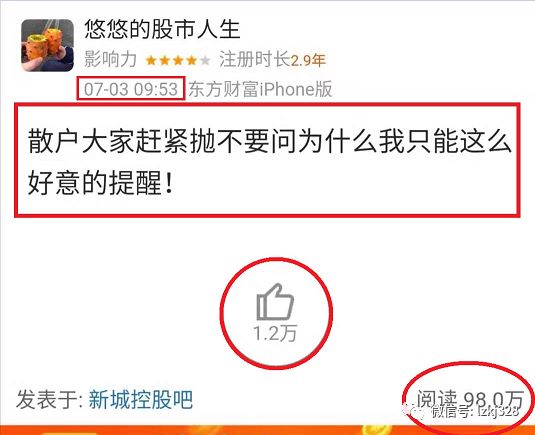 悠悠的股市人生
影响力 注册时长2.9年
07-03 09:53 东方财富iPhone版
散户大家赶紧抛不要问为什么我只能这么
好意的提醒！
1.2万
发表于: 新城控股吧
阅读 98.0万
微信号: lzkj328